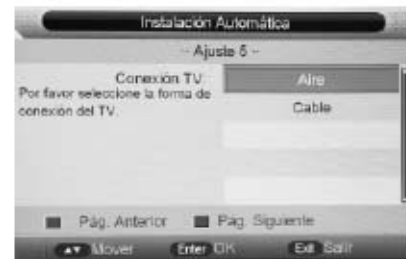 Instalación Automática
-- Ajuste 5 --
Conexión TV
Aire
Por favor seleccione la forma de
conexión del TV.
Cable
Pág. Anterior Pág. Siguiente
▲▼ Mover Enter OK Exit Salir